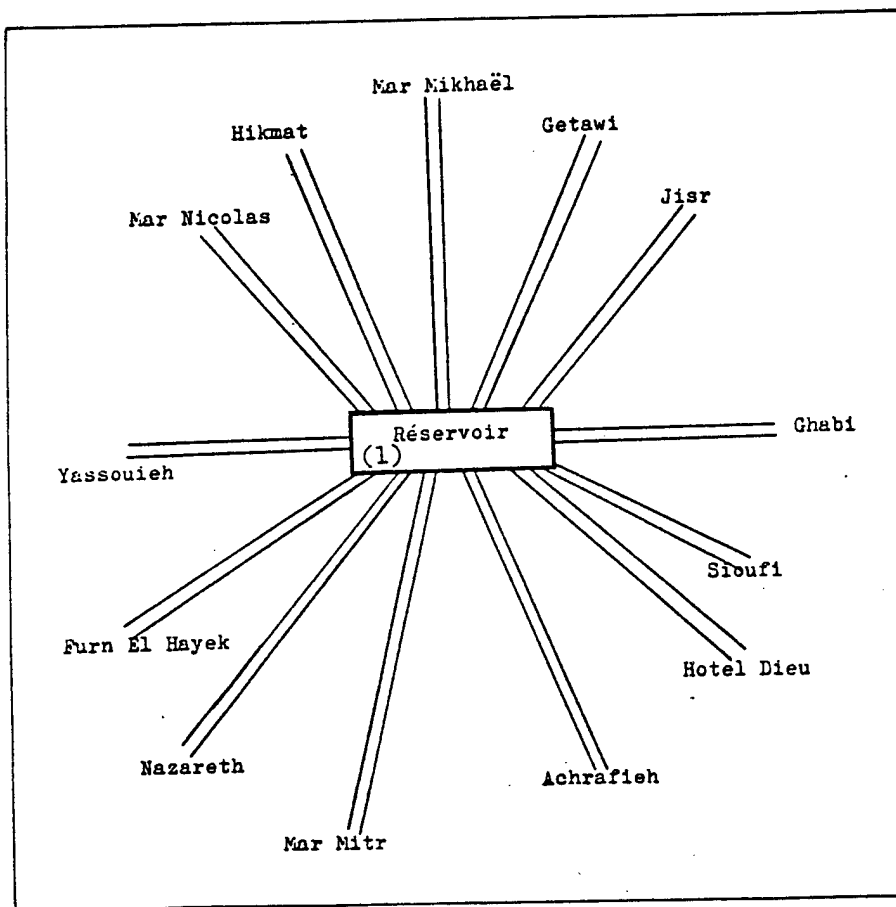 Mar Mikhaël
Getawi
Hikmat
Jisr
Mar Nicolas
Ghabi
Réservoir
(1)
Yassouieh
Sioufi
Furn El Hayek
Hotel Dieu
Nazareth
Achrafieh
Mar Mitr